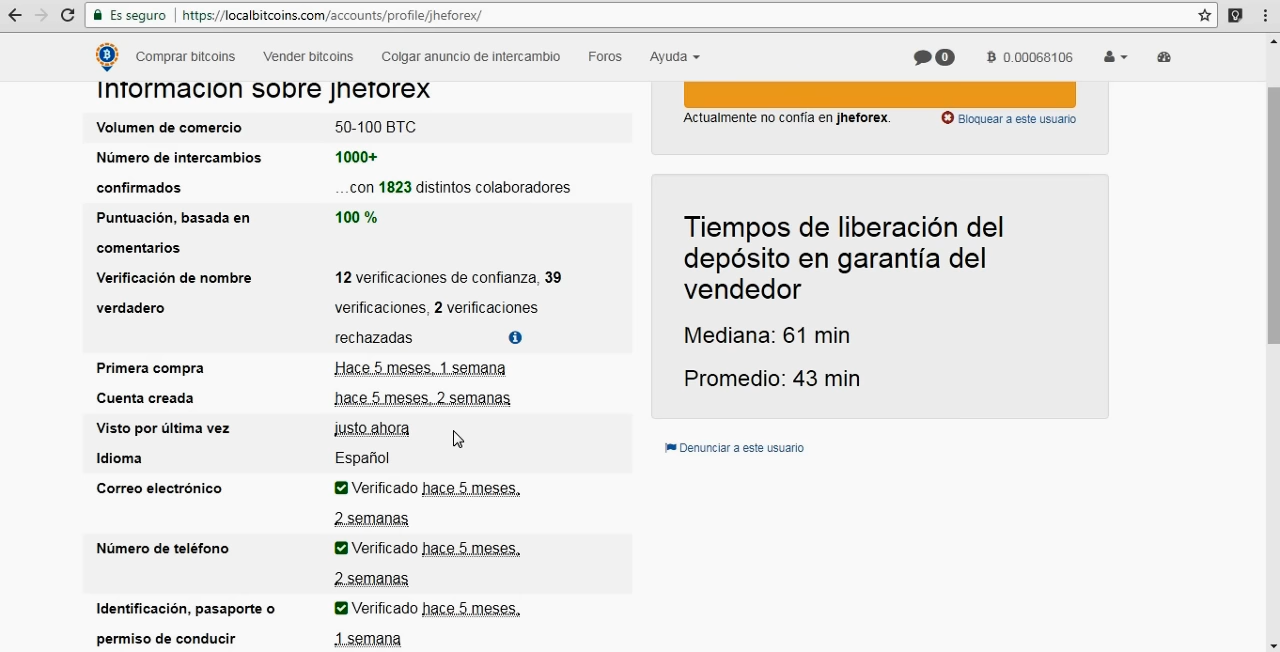 Es seguro
https://localbitcoins.com/accounts/profile/jheforex/
Comprar bitcoins
Vender bitcoins
Colgar anuncio de intercambio
Foros
Ayuda
0
0.00068106
Información sobre jheforex
Volumen de comercio
50-100 BTC
Número de intercambios
confirmados
1000+
…con 1823 distintos colaboradores
Puntuación, basada en
comentarios
100 %
Verificación de nombre
verdadero
12 verificaciones de confianza, 39
verificaciones, 2 verificaciones
rechazadas
Primera compra
Hace 5 meses, 1 semana
Cuenta creada
hace 5 meses, 2 semanas
Visto por última vez
justo ahora
Idioma
Español
Correo electrónico
Verificado hace 5 meses,
2 semanas
Número de teléfono
Verificado hace 5 meses,
2 semanas
Identificación, pasaporte o
permiso de conducir
Verificado hace 5 meses,
1 semana
Actualmente no confía en jheforex.
Bloquear a este usuario
Tiempos de liberación del
depósito en garantía del
vendedor
Mediana: 61 min
Promedio: 43 min
Denunciar a este usuario